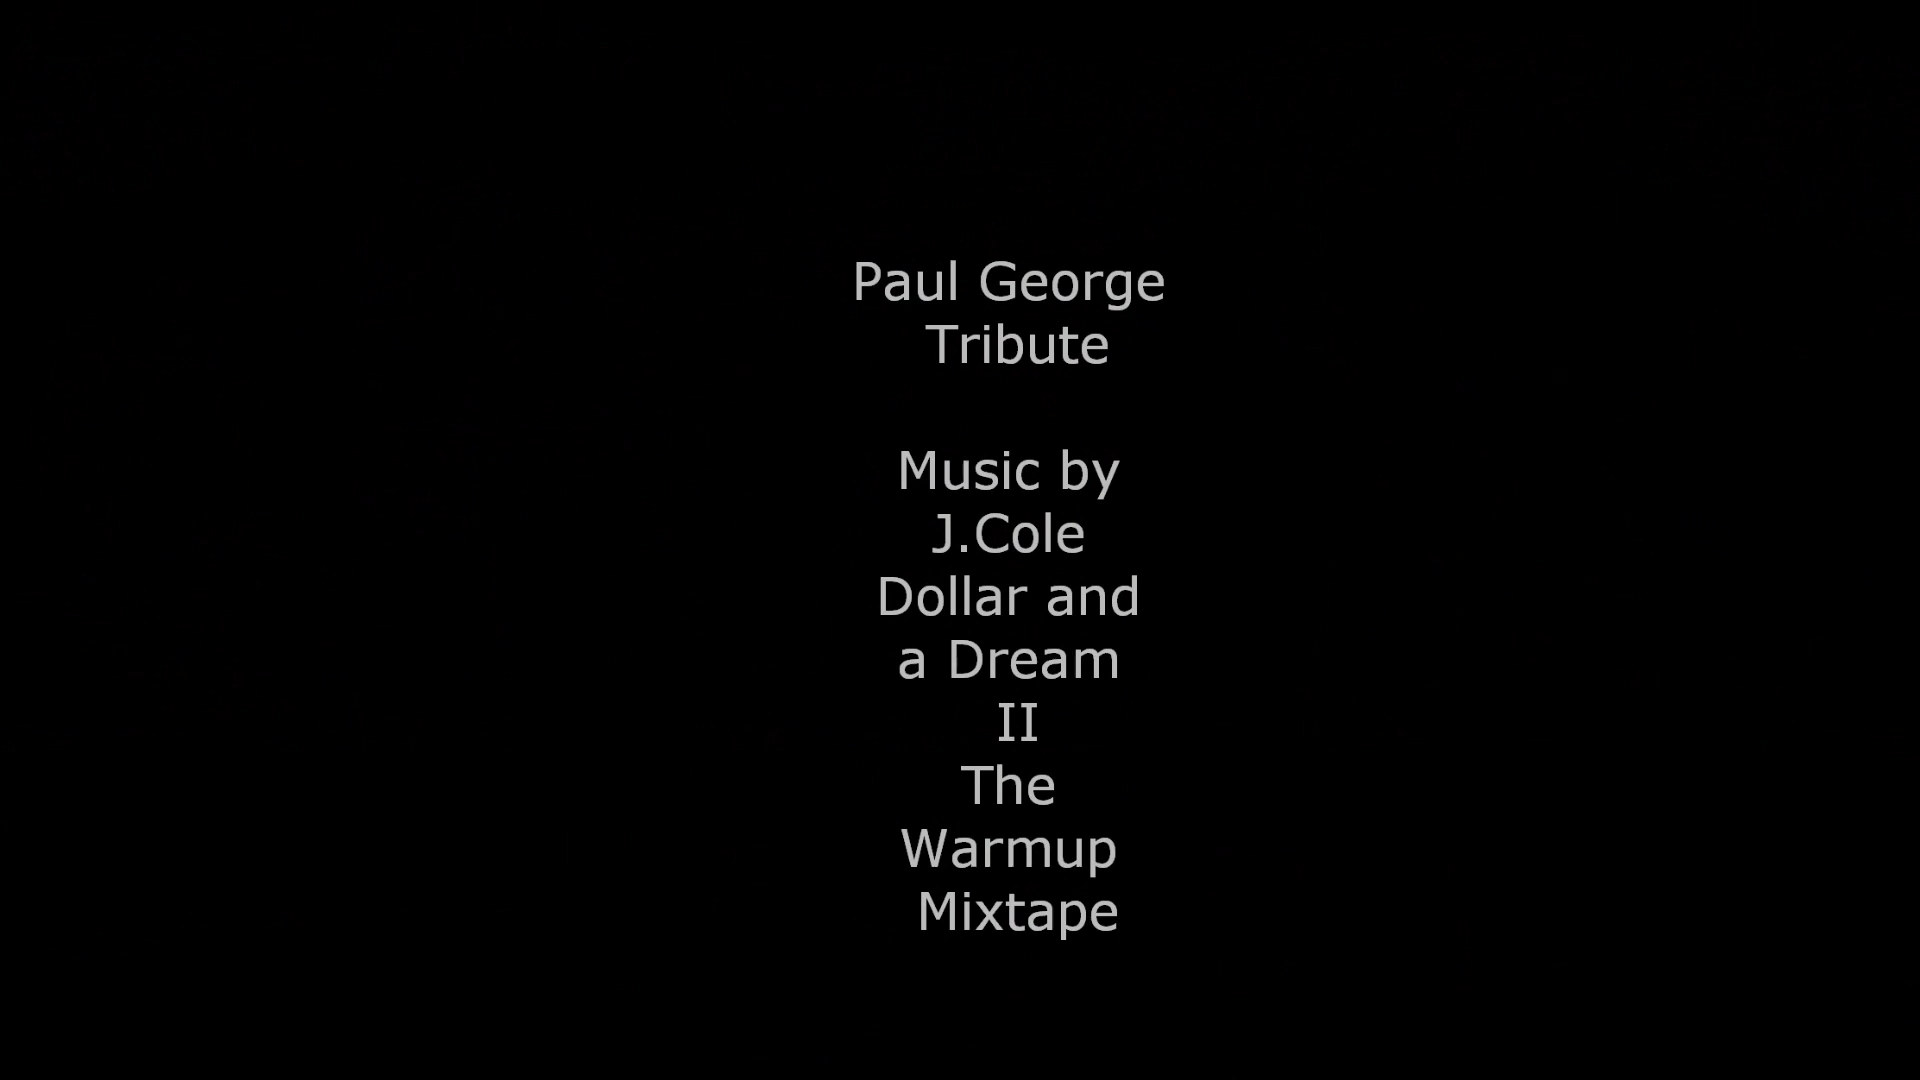 Paul George
Tribute
Music by
J.Cole
Dollar and
a Dream
II
The
Warmup
Mixtape